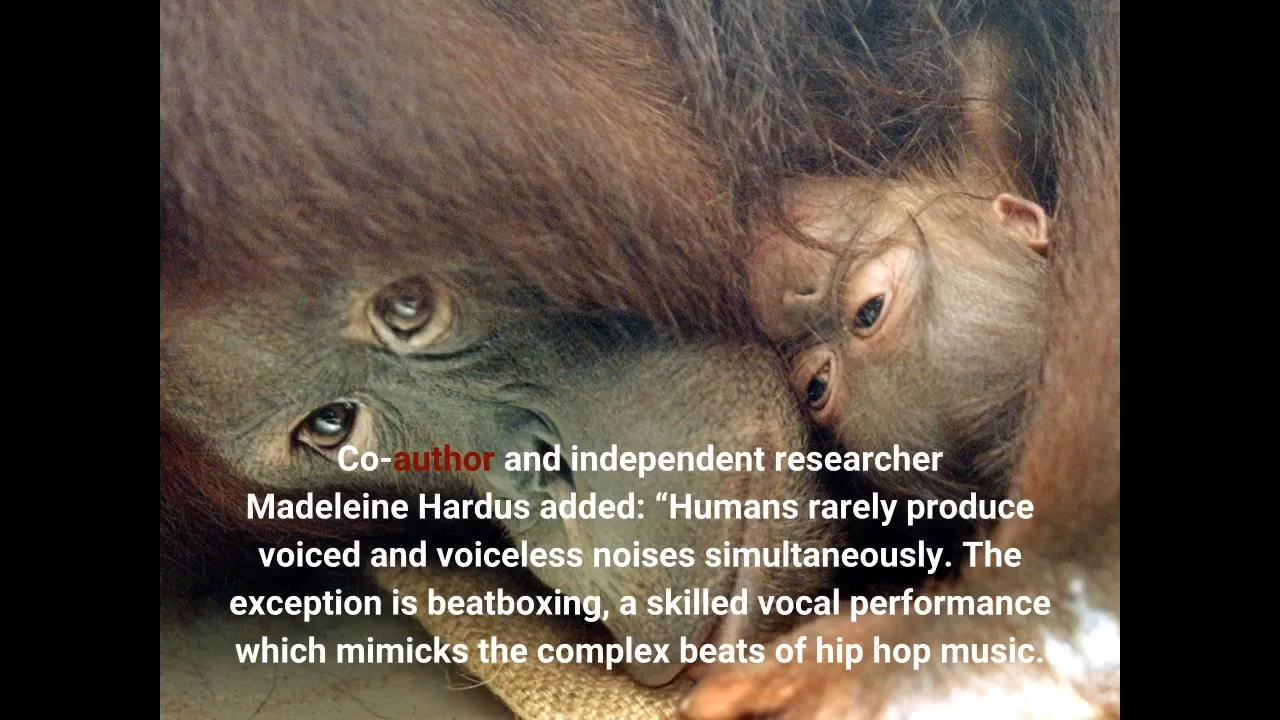 Co-author and independent researcher
Madeleine Hardus added: “Humans rarely produce
voiced and voiceless noises simultaneously. The
exception is beatboxing, a skilled vocal performance
which mimicks the complex beats of hip hop music.